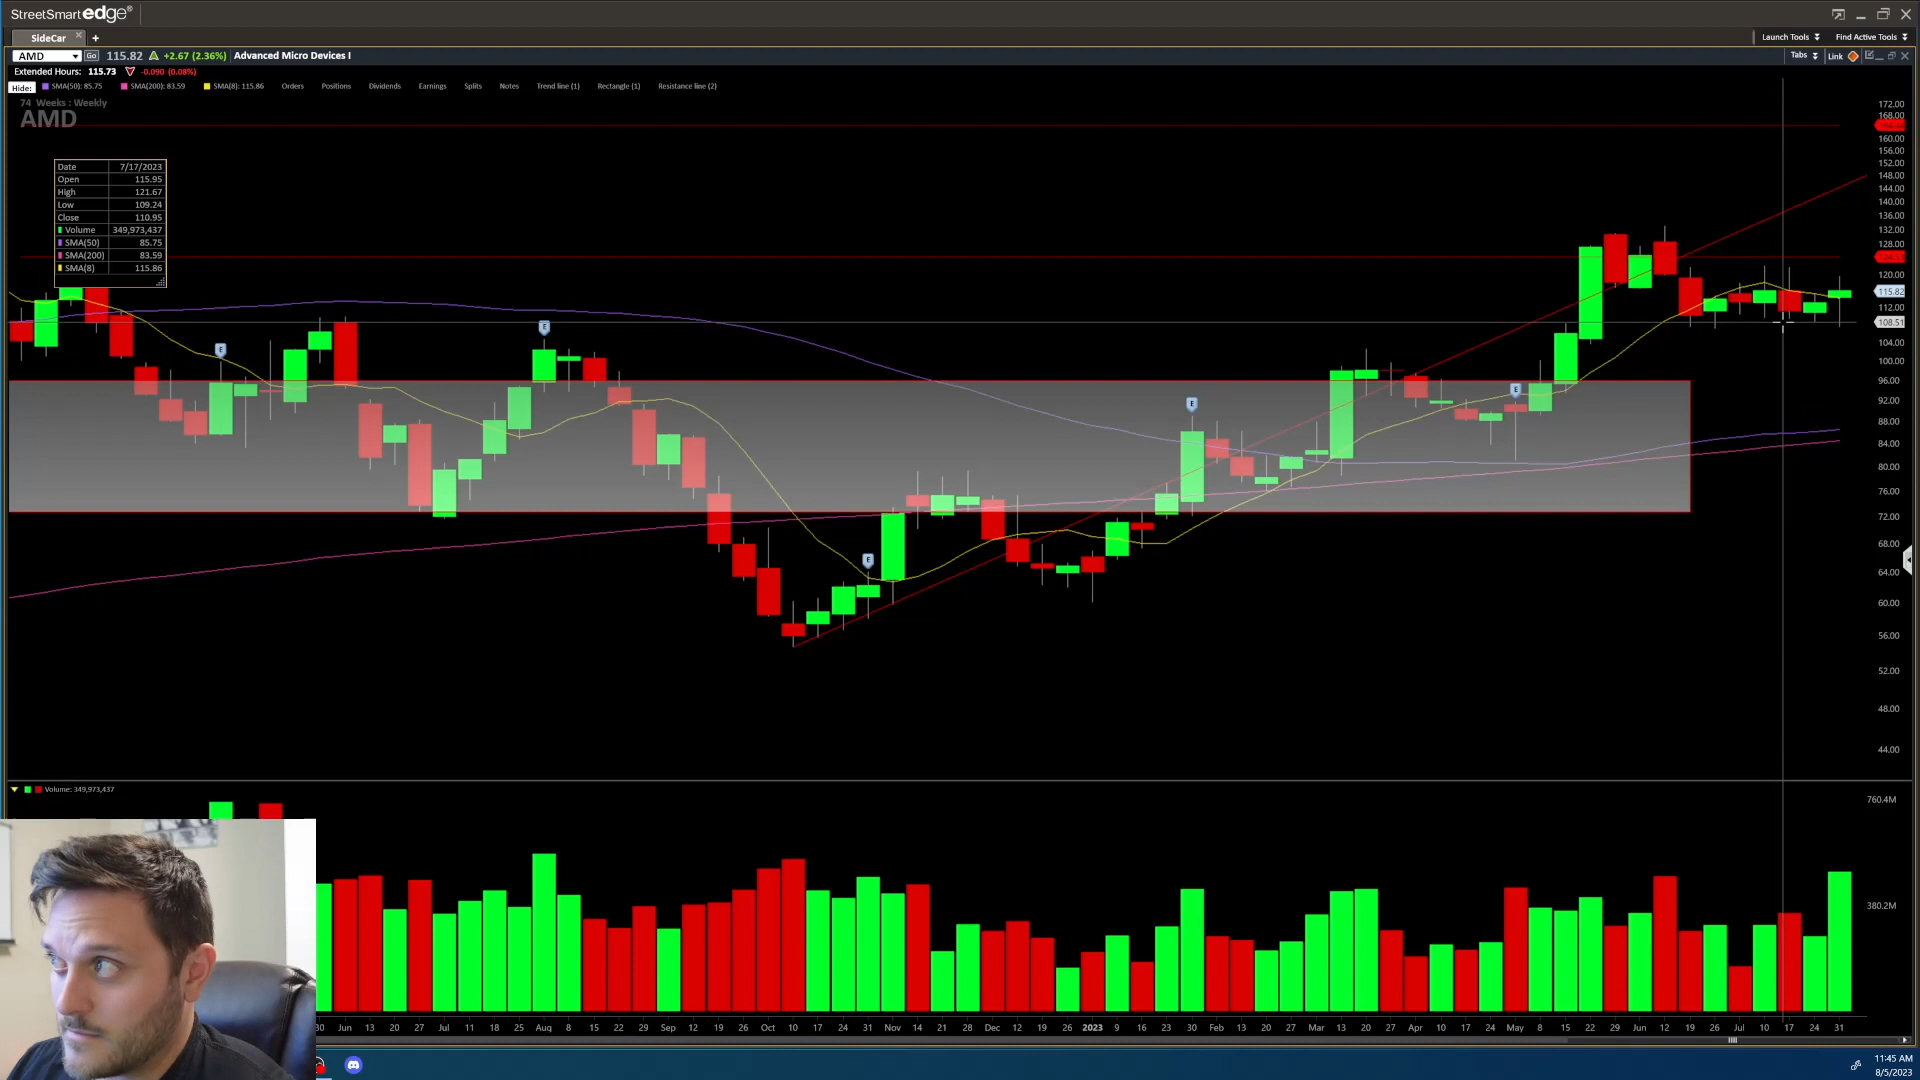 StreetSmart edge®
SideCar × +
Launch Tools
Find Active Tools
AMD Go 115.82 +2.67 (2.36%) Advanced Micro Devices I
Tabs
Link
Extended Hours: 115.73 -0.090 (0.08%)
Hide: SMA(50): 85.75 SMA(200): 83.59 SMA(8): 115.86 Orders Positions Dividends Earnings Splits Notes Trend line (1) Rectangle (1) Resistance line (2)
74 Weeks : Weekly
AMD
Date 7/17/2023
Open 115.95
High 121.67
Low 109.24
Close 110.95
Volume 349,973,437
SMA(50) 85.75
SMA(200) 83.59
SMA(8) 115.86
172.00
168.00
160.00
156.00
152.00
148.00
144.00
140.00
136.00
132.00
128.00
120.00
115.82
112.00
108.51
104.00
100.00
96.00
92.00
88.00
84.00
80.00
76.00
72.00
68.00
64.00
60.00
56.00
52.00
48.00
44.00
E
E
E
E
E
Volume: 349,973,437
760.4M
380.2M
30 Jun 13 20 27 Jul 11 18 25 Aug 8 15 22 29 Sep 12 19 26 Oct 10 17 24 31 Nov 14 21 28 Dec 12 19 26 2023 9 16 23 30 Feb 13 20 27 Mar 13 20 27 Apr 10 17 24 May 8 15 22 29 Jun 12 19 26 Jul 10 17 24 31
11:45 AM
8/5/2023